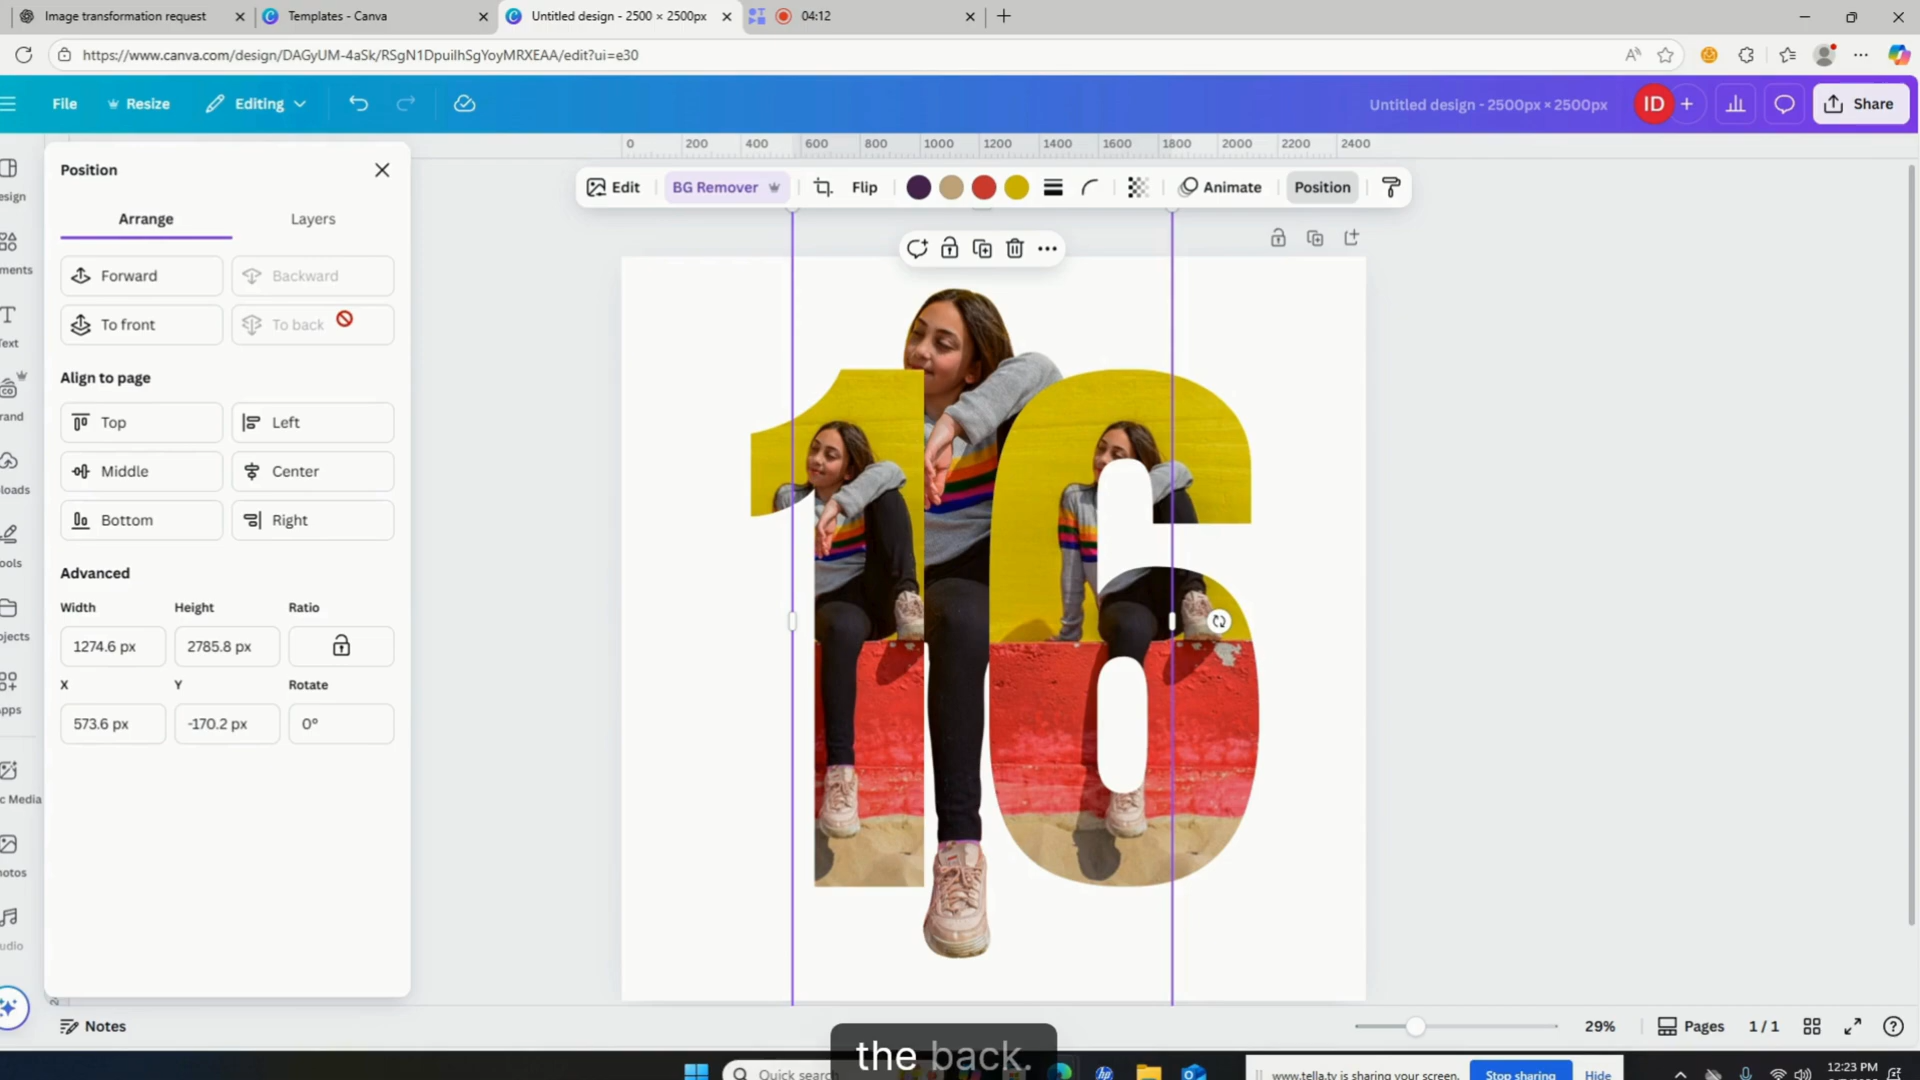 Image transformation request
Templates - Canva
Untitled design - 2500 × 2500px
04:12
https://www.canva.com/design/DAGyUM-4aSk/RSgN1DpuilhSgYoyMRXEAA/edit?ui=e30
File
Resize
Editing
Untitled design - 2500px × 2500px
ID
Share
0 200 400 600 800 1000 1200 1400 1600 1800 2000 2200 2400
Position
Edit
BG Remover
Flip
Animate
Position
Arrange
Layers
Forward
Backward
To front
To back
Align to page
Top
Left
Middle
Center
Bottom
Right
Advanced
Width
Height
Ratio
1274.6 px
2785.8 px
X
Y
Rotate
573.6 px
-170.2 px
0°
esign
ments
Text
rand
loads
ools
ojects
Apps
ic Media
hotos
udio
16
Notes
29%
Pages
1 / 1
the back.
Quick search
hp
www.tella.tv is sharing your screen.
Stop sharing
Hide
12:23 PM